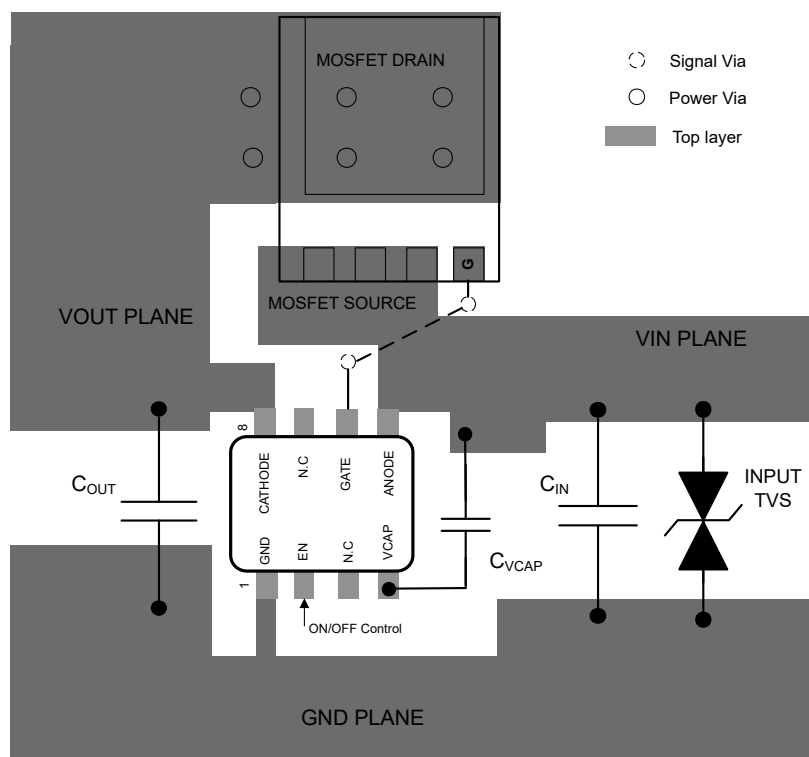 MOSFET DRAIN
Signal Via
Power Via
Top layer
G
MOSFET SOURCE
VOUT PLANE
VIN PLANE
8
CATHODE
N.C
GATE
ANODE
COUT
CIN
INPUT
TVS
GND
EN
N.C
VCAP
CVCAP
1
ON/OFF Control
GND PLANE